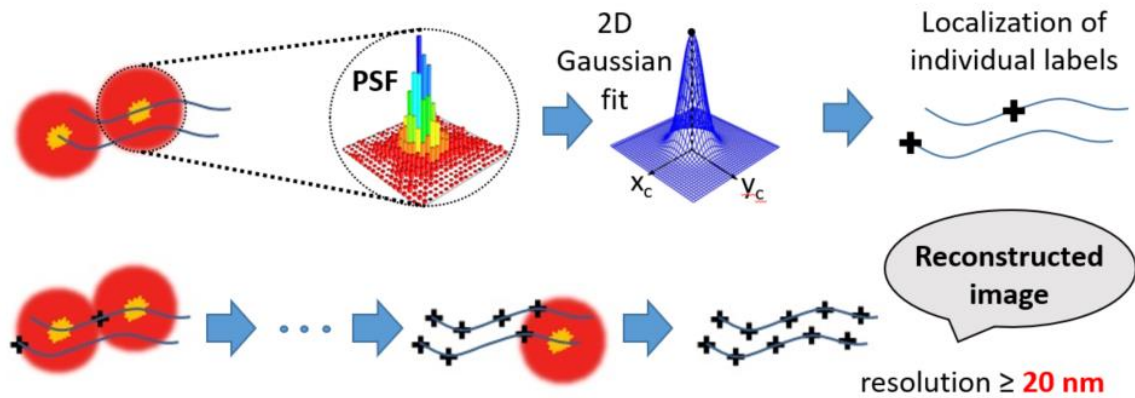 PSF
2D
Gaussian
fit
x_c
y_c
Localization of
individual labels
Reconstructed
image
resolution ≥ 20 nm